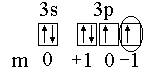 3s 3p
↑↓ ↑↓ ↑ ↑
m 0 +1 0 −1